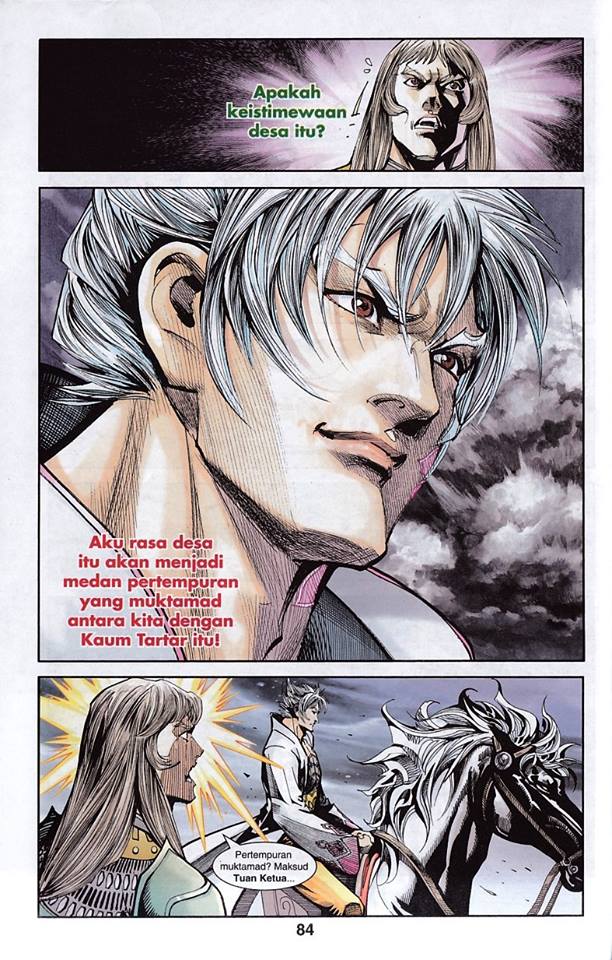 Apakah
keistimewaan
desa itu?
Aku rasa desa
itu akan menjadi
medan pertempuran
yang muktamad
antara kita dengan
Kaum Tartar itu!
Pertempuran
muktamad? Maksud
Tuan Ketua...
84